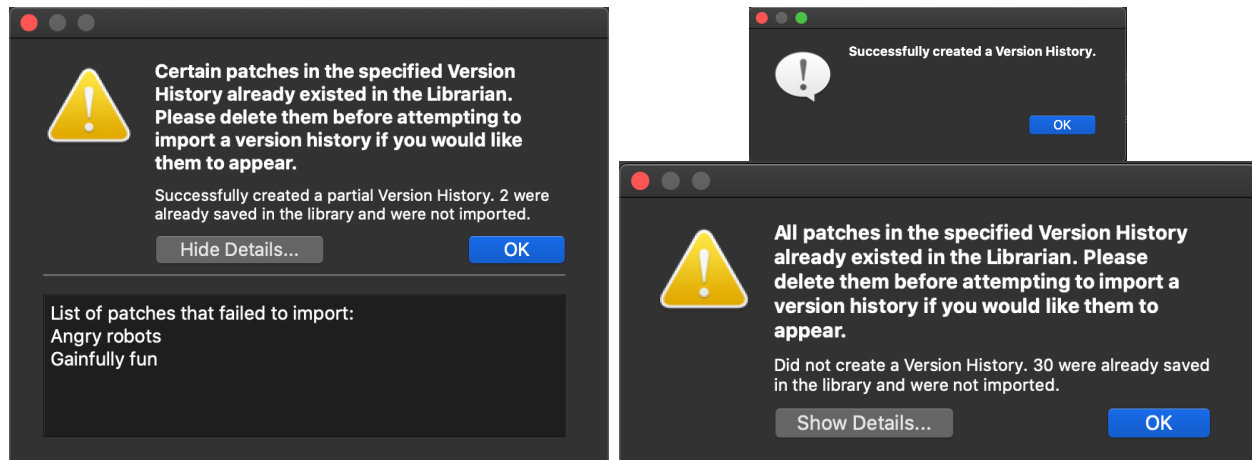 Certain patches in the specified Version
History already existed in the Librarian.
Please delete them before attempting to
import a version history if you would like
them to appear.
Successfully created a partial Version History. 2 were
already saved in the library and were not imported.
Hide Details...
OK
List of patches that failed to import:
Angry robots
Gainfully fun
Successfully created a Version History.
OK
All patches in the specified Version History
already existed in the Librarian. Please
delete them before attempting to import a
version history if you would like them to
appear.
Did not create a Version History. 30 were already saved
in the library and were not imported.
Show Details...
OK